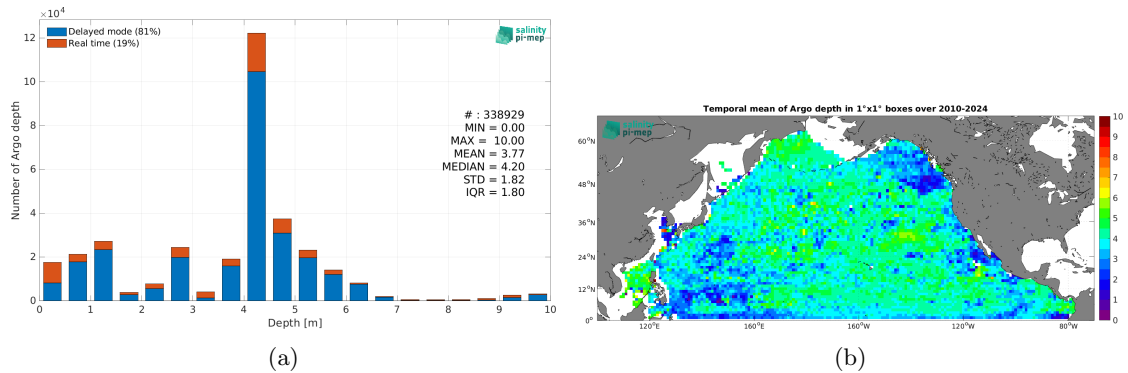 ×10⁴
Delayed mode (81%)
Real time (19%)
salinity
pi-mep
# : 338929
MIN = 0.00
MAX = 10.00
MEAN = 3.77
MEDIAN = 4.20
STD = 1.82
IQR = 1.80
Number of Argo depth
12
10
8
6
4
2
0
0 1 2 3 4 5 6 7 8 9 10
Depth [m]
(a)
Temporal mean of Argo depth in 1°x1° boxes over 2010-2024
salinity
pi-mep
60°N
48°N
36°N
24°N
12°N
0°
120°E 160°E 160°W 120°W 80°W
10
9
8
7
6
5
4
3
2
1
0
(b)